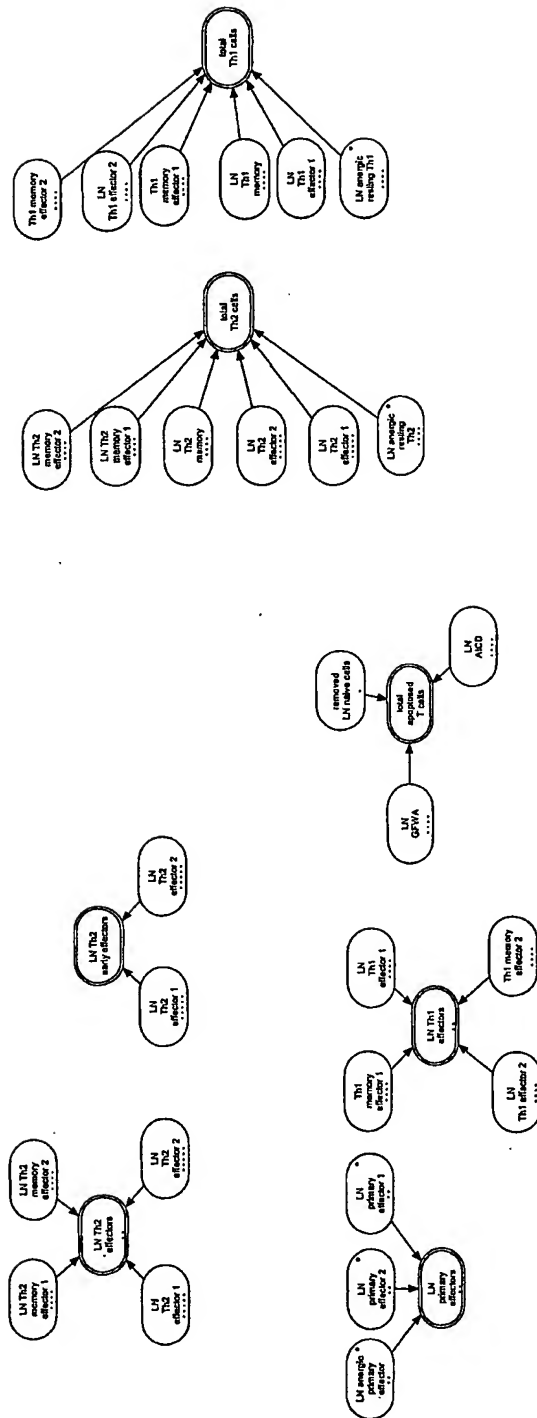 Th1 memory
effector 2
LN
Th1 effector 2
Th1
memory
effector 1
LN
Th1
memory
LN
Th1
effector 1
LN anergic
resting Th1
total
Th1 cells
LN Th2
memory
effector 2
LN Th2
memory
effector 1
LN
Th2
memory
LN
Th2
effector 2
LN
Th2
effector 1
LN anergic
resting
Th2
total
Th2 cells
removed
LN naive cells
LN
AICD
LN
GFWA
total
apoptosed
T cells
LN Th2
early effectors
LN
Th2
effector 1
LN
Th2
effector 2
LN Th2
memory
effector 1
LN Th2
memory
effector 2
LN Th2
effectors
LN
Th2
effector 1
LN
Th2
effector 2
Th1
memory
effector 1
LN
Th1
effector 1
LN Th1
effectors
LN
Th1 effector 2
Th1 memory
effector 2
LN anergic
primary
effector
LN
primary
effector 2
LN
primary
effector 1
LN
primary
effectors